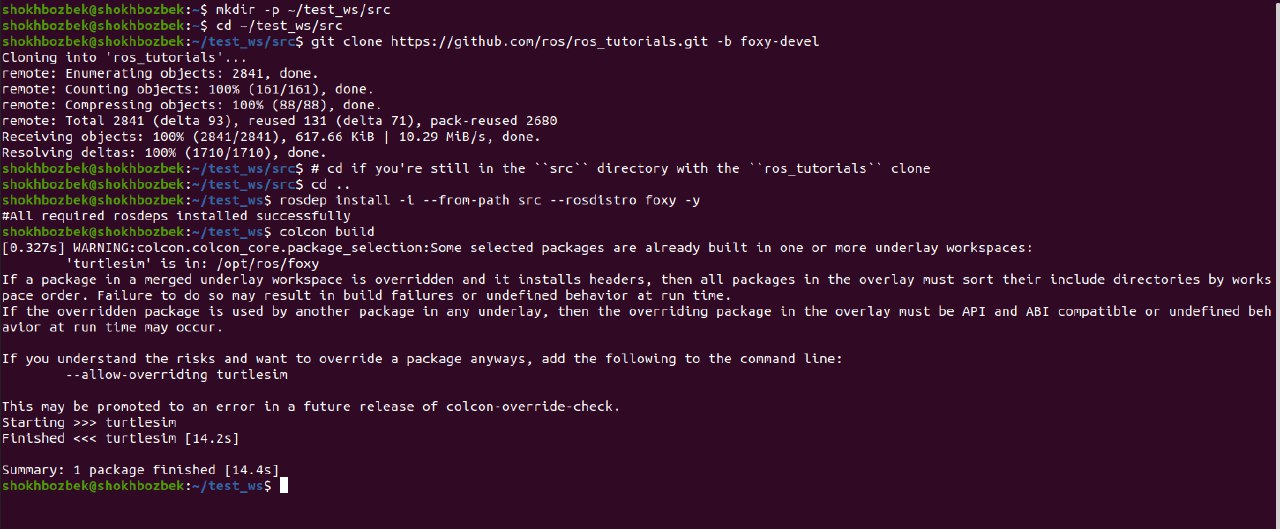 shokhbozbek@shokhbozbek:~$ mkdir -p ~/test_ws/src
shokhbozbek@shokhbozbek:~$ cd ~/test_ws/src
shokhbozbek@shokhbozbek:~/test_ws/src$ git clone https://github.com/ros/ros_tutorials.git -b foxy-devel
Cloning into 'ros_tutorials'...
remote: Enumerating objects: 2841, done.
remote: Counting objects: 100% (161/161), done.
remote: Compressing objects: 100% (88/88), done.
remote: Total 2841 (delta 93), reused 131 (delta 71), pack-reused 2680
Receiving objects: 100% (2841/2841), 617.66 KiB | 10.29 MiB/s, done.
Resolving deltas: 100% (1710/1710), done.
shokhbozbek@shokhbozbek:~/test_ws/src$ # cd if you're still in the ``src`` directory with the ``ros_tutorials`` clone
shokhbozbek@shokhbozbek:~/test_ws/src$ cd ..
shokhbozbek@shokhbozbek:~/test_ws$ rosdep install -i --from-path src --rosdistro foxy -y
#All required rosdeps installed successfully
shokhbozbek@shokhbozbek:~/test_ws$ colcon build
[0.327s] WARNING:colcon.colcon_core.package_selection:Some selected packages are already built in one or more underlay workspaces:
        'turtlesim' is in: /opt/ros/foxy
If a package in a merged underlay workspace is overridden and it installs headers, then all packages in the overlay must sort their include directories by works
pace order. Failure to do so may result in build failures or undefined behavior at run time.
If the overridden package is used by another package in any underlay, then the overriding package in the overlay must be API and ABI compatible or undefined beh
avior at run time may occur.

If you understand the risks and want to override a package anyways, add the following to the command line:
        --allow-overriding turtlesim

This may be promoted to an error in a future release of colcon-override-check.
Starting >>> turtlesim
Finished <<< turtlesim [14.2s]

Summary: 1 package finished [14.4s]
shokhbozbek@shokhbozbek:~/test_ws$